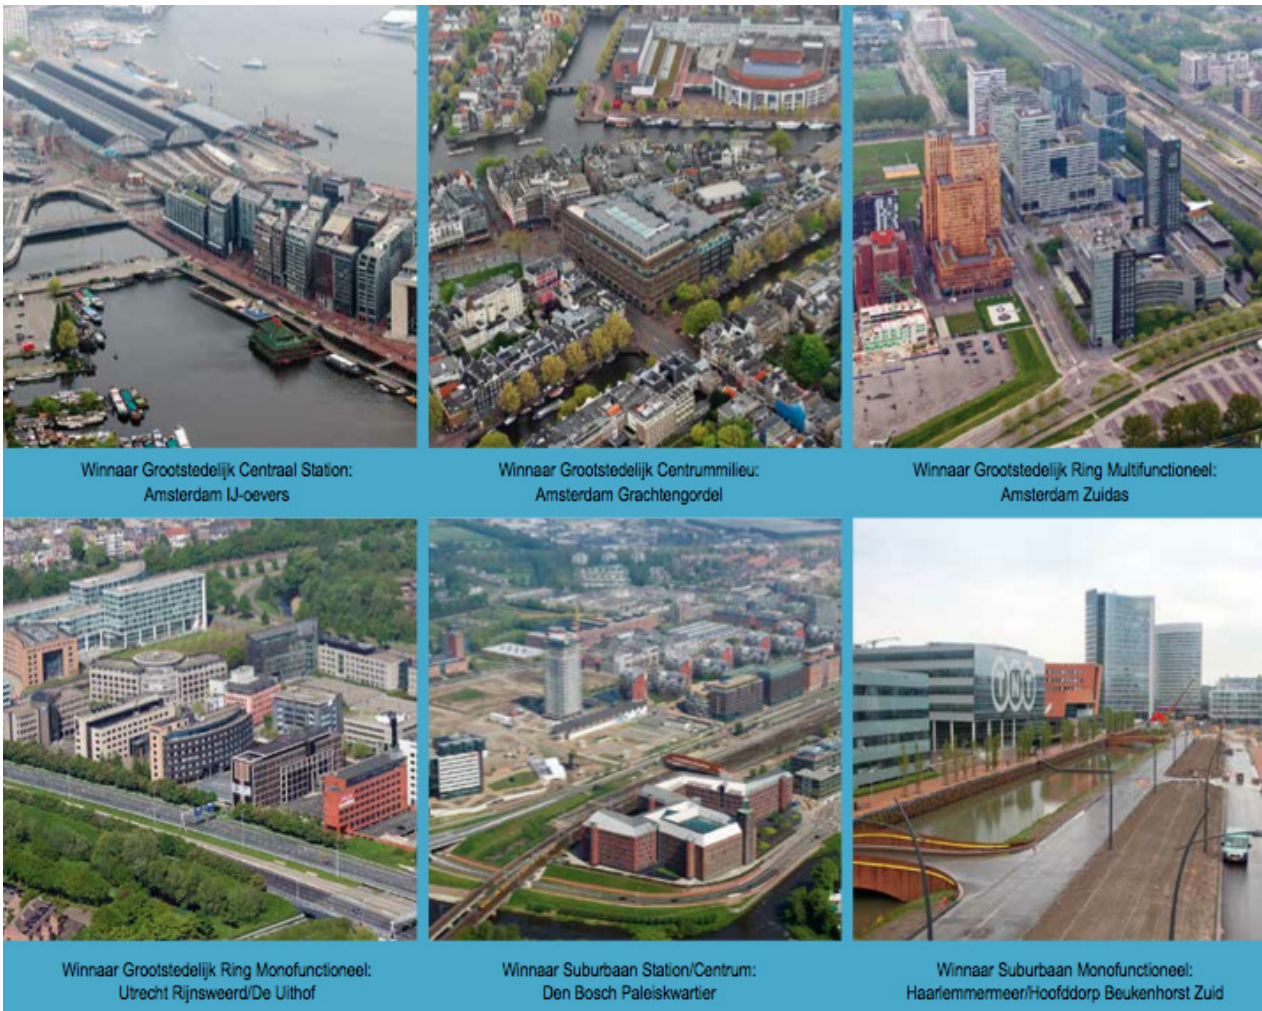 Winnaar Grootstedelijk Centraal Station:
Amsterdam IJ-oevers
Winnaar Grootstedelijk Centrummilieu:
Amsterdam Grachtengordel
Winnaar Grootstedelijk Ring Multifunctioneel:
Amsterdam Zuidas
TNT
Winnaar Grootstedelijk Ring Monofunctioneel:
Utrecht Rijnsweerd/De Uithof
Winnaar Suburbaan Station/Centrum:
Den Bosch Paleiskwartier
Winnaar Suburbaan Monofunctioneel:
Haarlemmermeer/Hoofddorp Beukenhorst Zuid